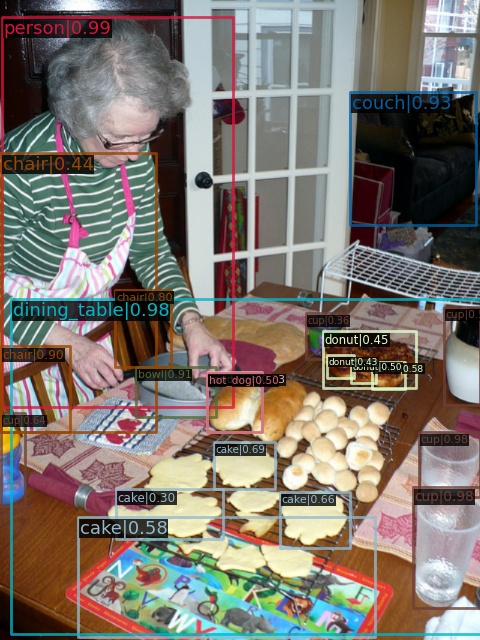 person|0.99
couch|0.93
chair|0.44
chair|0.80
dining_table|0.98
cup|0.36
donut|0.45
chair|0.90
donut|0.43
donut|0.50
0.58
bowl|0.91
hot_dog|0.503
cup|0.64
cup|0.98
cake|0.69
cake|0.30
cake|0.66
cup|0.98
cake|0.58
N
W
X